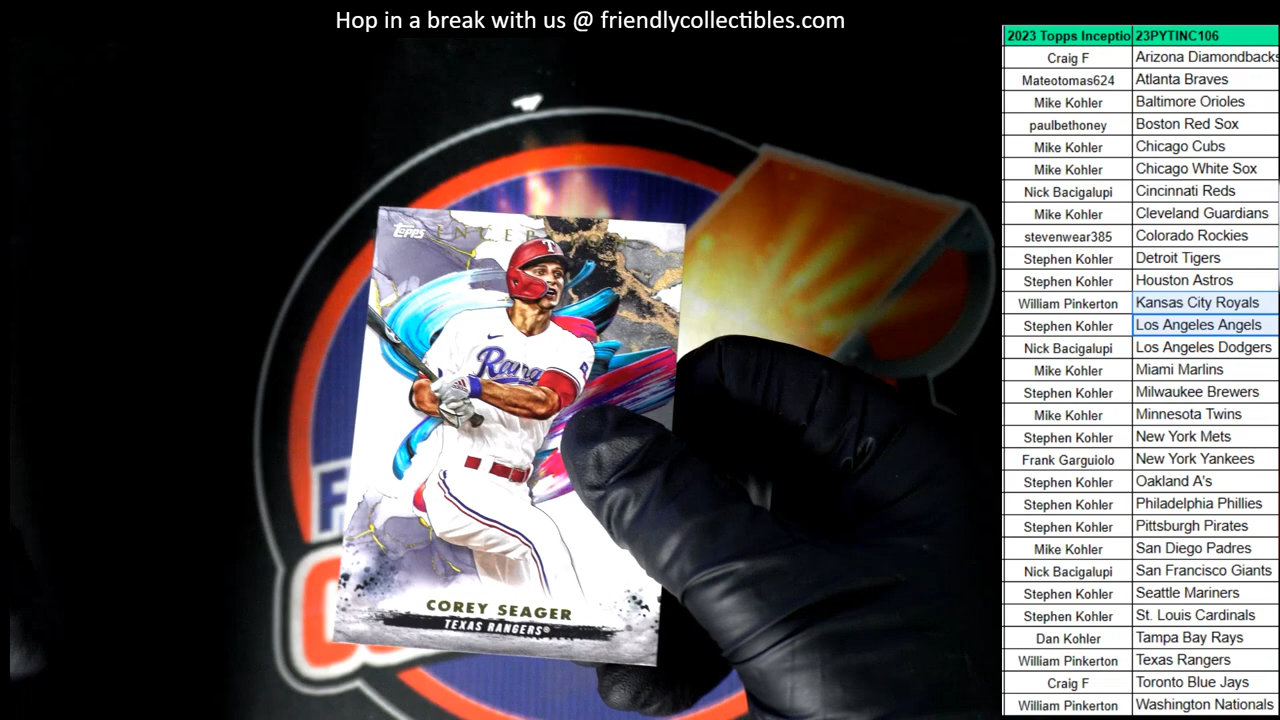 Hop in a break with us @ friendlycollectibles.com
2023 Topps Inceptio 23PYTINC106
Craig F Arizona Diamondbacks
Mateotomas624 Atlanta Braves
Mike Kohler Baltimore Orioles
paulbethoney Boston Red Sox
Mike Kohler Chicago Cubs
Mike Kohler Chicago White Sox
Nick Bacigalupi Cincinnati Reds
Mike Kohler Cleveland Guardians
stevenwear385 Colorado Rockies
Stephen Kohler Detroit Tigers
Stephen Kohler Houston Astros
William Pinkerton Kansas City Royals
Stephen Kohler Los Angeles Angels
Nick Bacigalupi Los Angeles Dodgers
Mike Kohler Miami Marlins
Stephen Kohler Milwaukee Brewers
Mike Kohler Minnesota Twins
Stephen Kohler New York Mets
Frank Garguiolo New York Yankees
Stephen Kohler Oakland A's
Stephen Kohler Philadelphia Phillies
Stephen Kohler Pittsburgh Pirates
Mike Kohler San Diego Padres
Nick Bacigalupi San Francisco Giants
Stephen Kohler Seattle Mariners
Stephen Kohler St. Louis Cardinals
Dan Kohler Tampa Bay Rays
William Pinkerton Texas Rangers
Craig F Toronto Blue Jays
William Pinkerton Washington Nationals
Topps INCEPTION
T
Rang
COREY SEAGER
TEXAS RANGERS